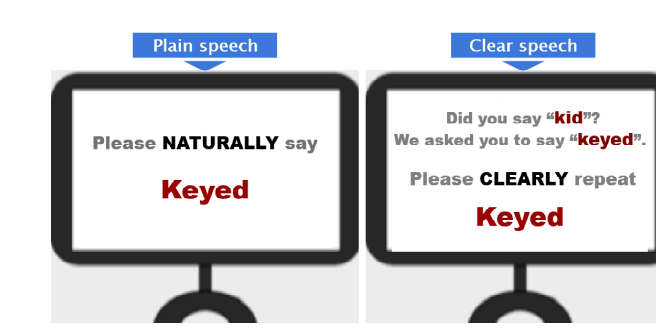 Plain speech
Please NATURALLY say
Keyed
Clear speech
Did you say “kid”?
We asked you to say “keyed”.
Please CLEARLY repeat
Keyed